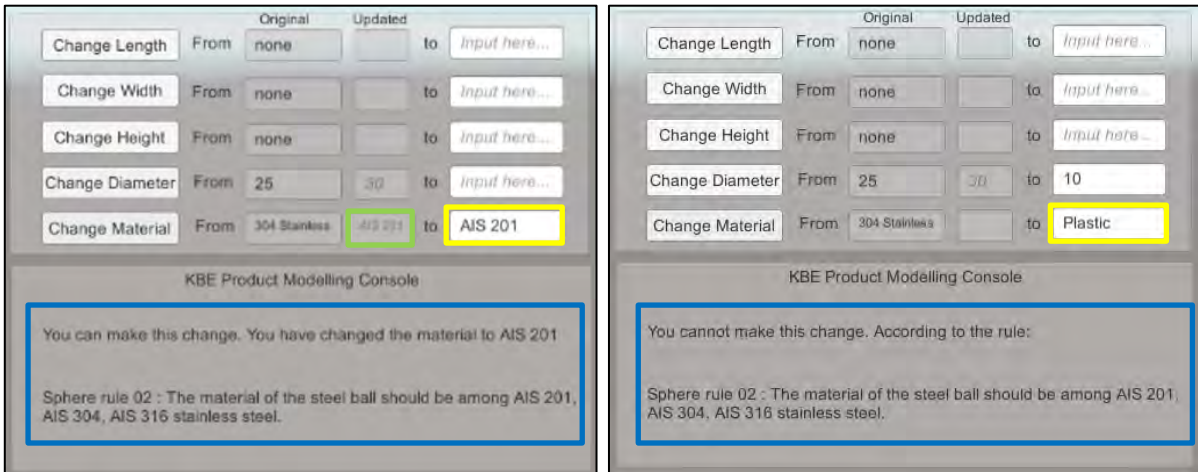 Original Updated
Change Length From none to Input here...
Change Width From none to Input here...
Change Height From none to Input here...
Change Diameter From 25 30 to Input here...
Change Material From 304 Stainless AIS 201 to AIS 201
KBE Product Modelling Console
You can make this change. You have changed the material to AIS 201
Sphere rule 02 : The material of the steel ball should be among AIS 201,
AIS 304, AIS 316 stainless steel.
Original Updated
Change Length From none to Input here...
Change Width From none to Input here...
Change Height From none to Input here...
Change Diameter From 25 30 to 10
Change Material From 304 Stainless to Plastic
KBE Product Modelling Console
You cannot make this change. According to the rule:
Sphere rule 02 : The material of the steel ball should be among AIS 201,
AIS 304, AIS 316 stainless steel.